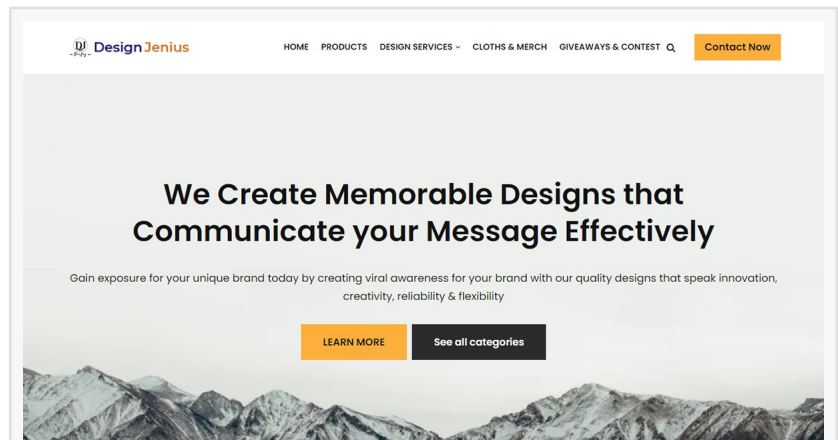 DJ
Design Jenius
HOME PRODUCTS DESIGN SERVICES CLOTHS & MERCH GIVEAWAYS & CONTEST
Contact Now
We Create Memorable Designs that
Communicate your Message Effectively
Gain exposure for your unique brand today by creating viral awareness for your brand with our quality designs that speak innovation,
creativity, reliability & flexibility
LEARN MORE
See all categories